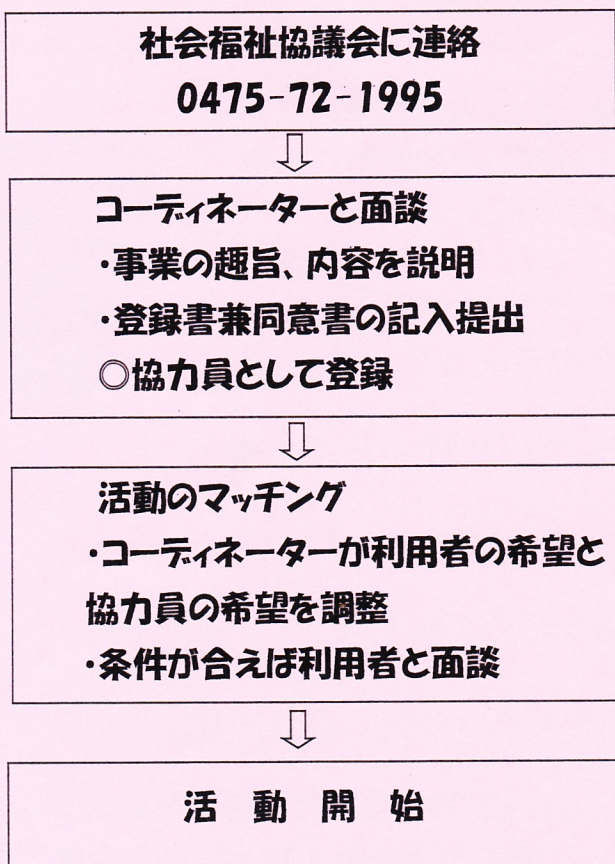 社会福祉協議会に連絡
0475-72-1995
コーディネーターと面談
・事業の趣旨、内容を説明
・登録書兼同意書の記入提出
◎協力員として登録
活動のマッチング
・コーディネーターが利用者の希望と
協力員の希望を調整
・条件が合えば利用者と面談
活 動 開 始